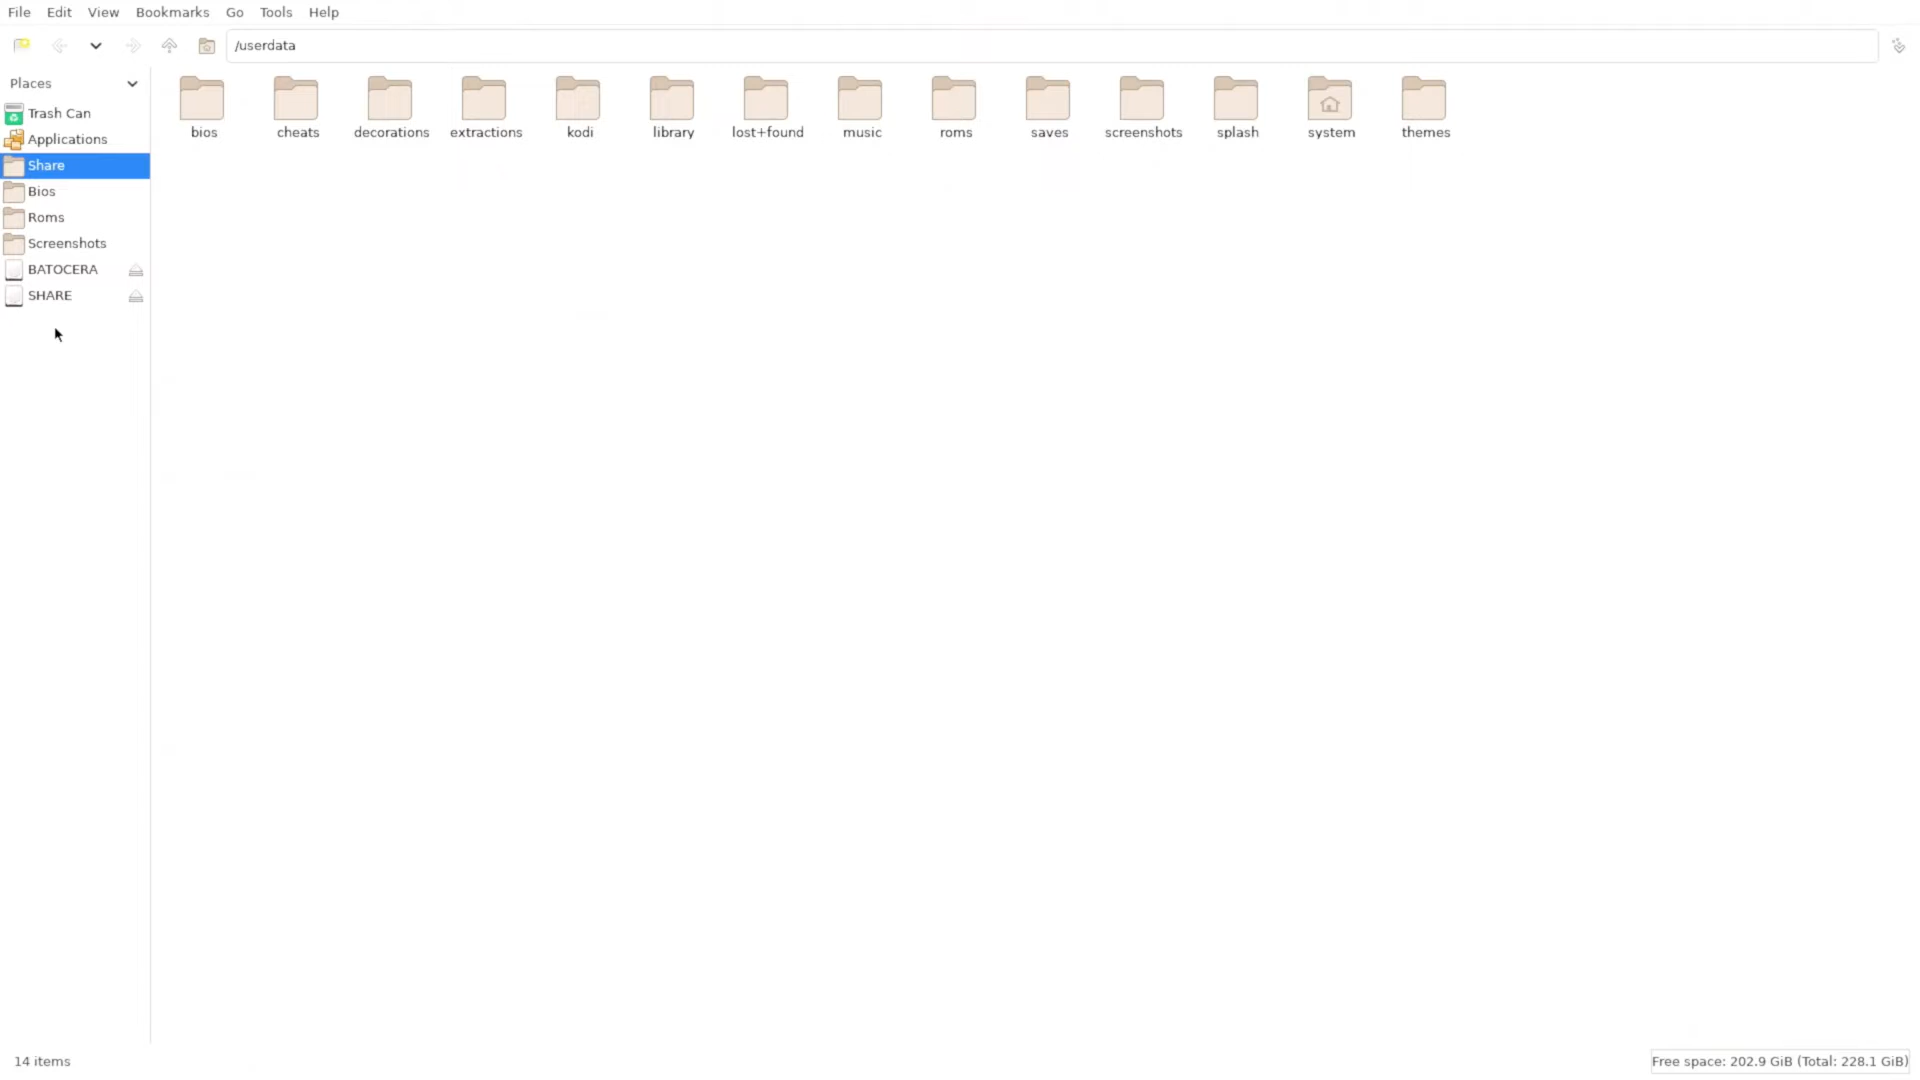 File Edit View Bookmarks Go Tools Help
/userdata
Places
Trash Can
Applications
Share
Bios
Roms
Screenshots
BATOCERA
SHARE
bios cheats decorations extractions kodi library lost+found music roms saves screenshots splash system themes
14 items
Free space: 202.9 GiB (Total: 228.1 GiB)